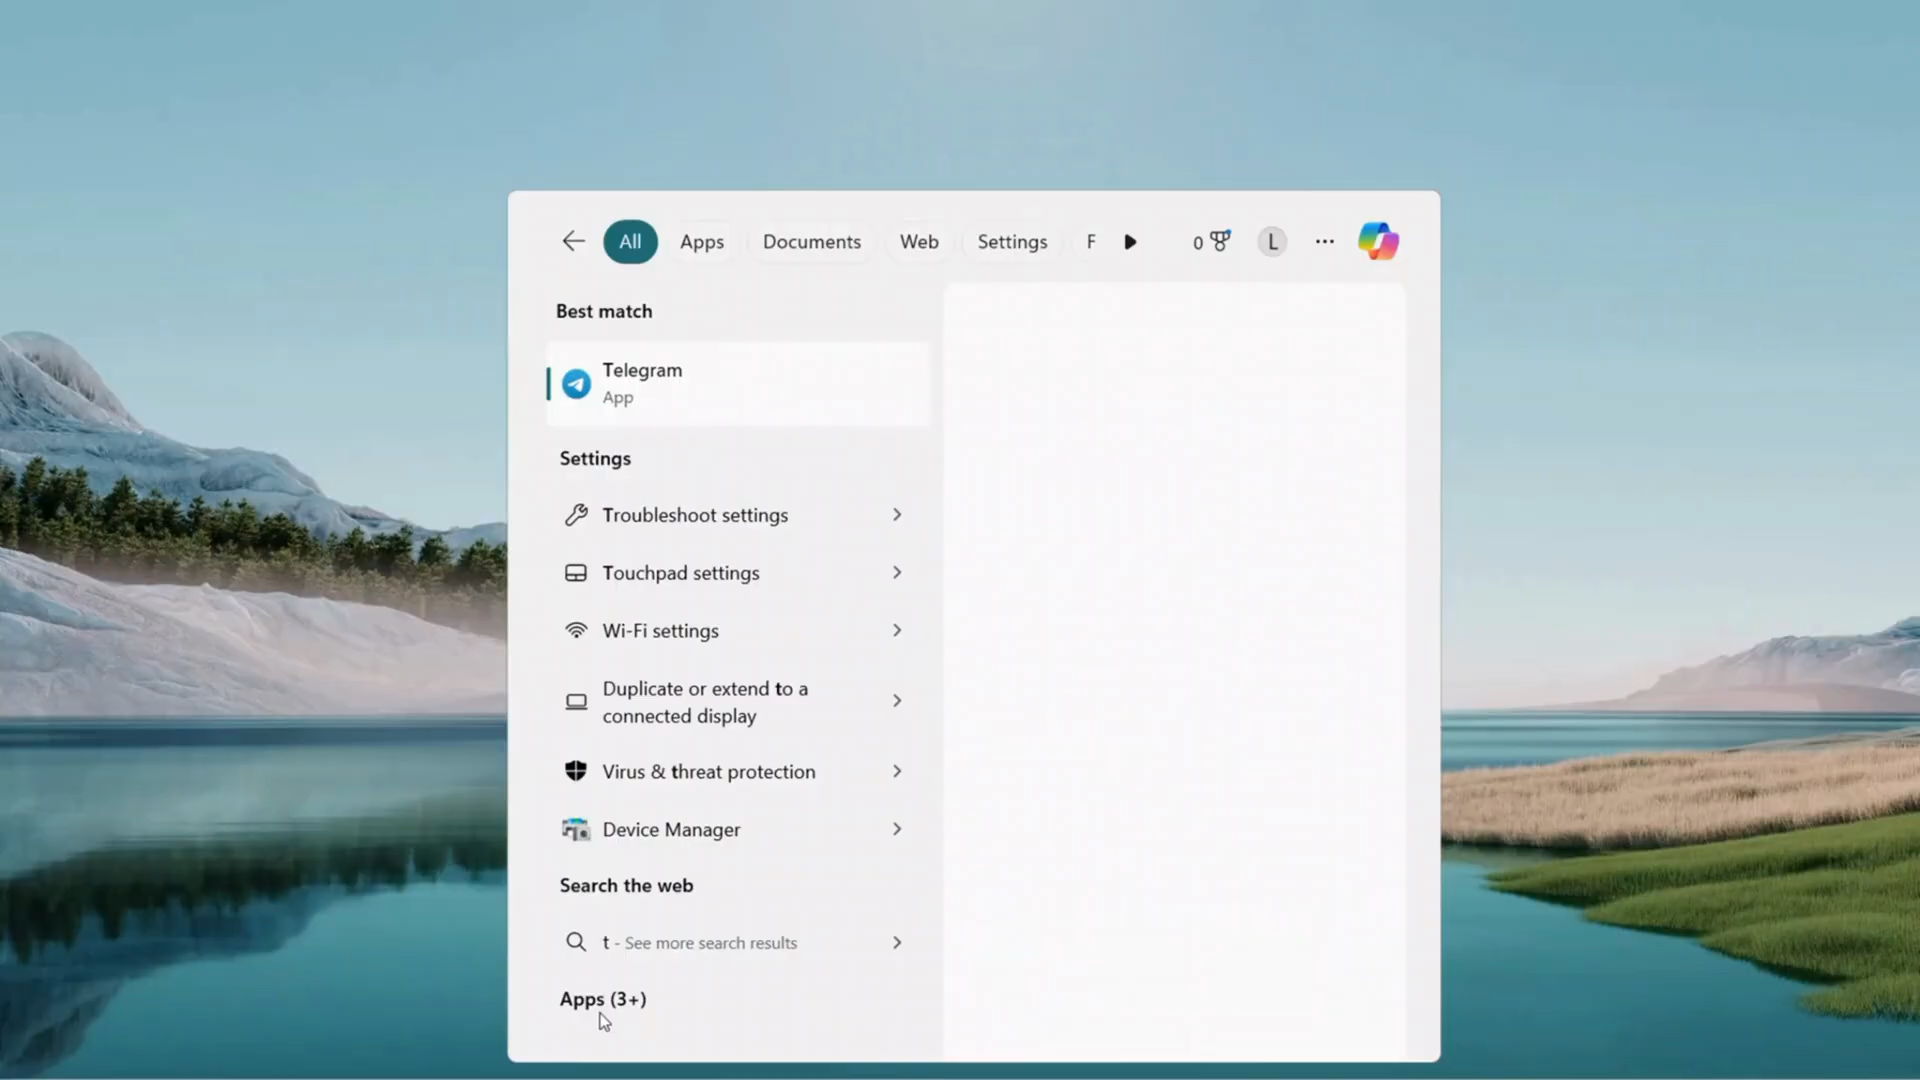 All Apps Documents Web Settings F 0 L ...
Best match
Telegram
App
Settings
Troubleshoot settings
Touchpad settings
Wi-Fi settings
Duplicate or extend to a
connected display
Virus & threat protection
Device Manager
Search the web
t - See more search results
Apps (3+)